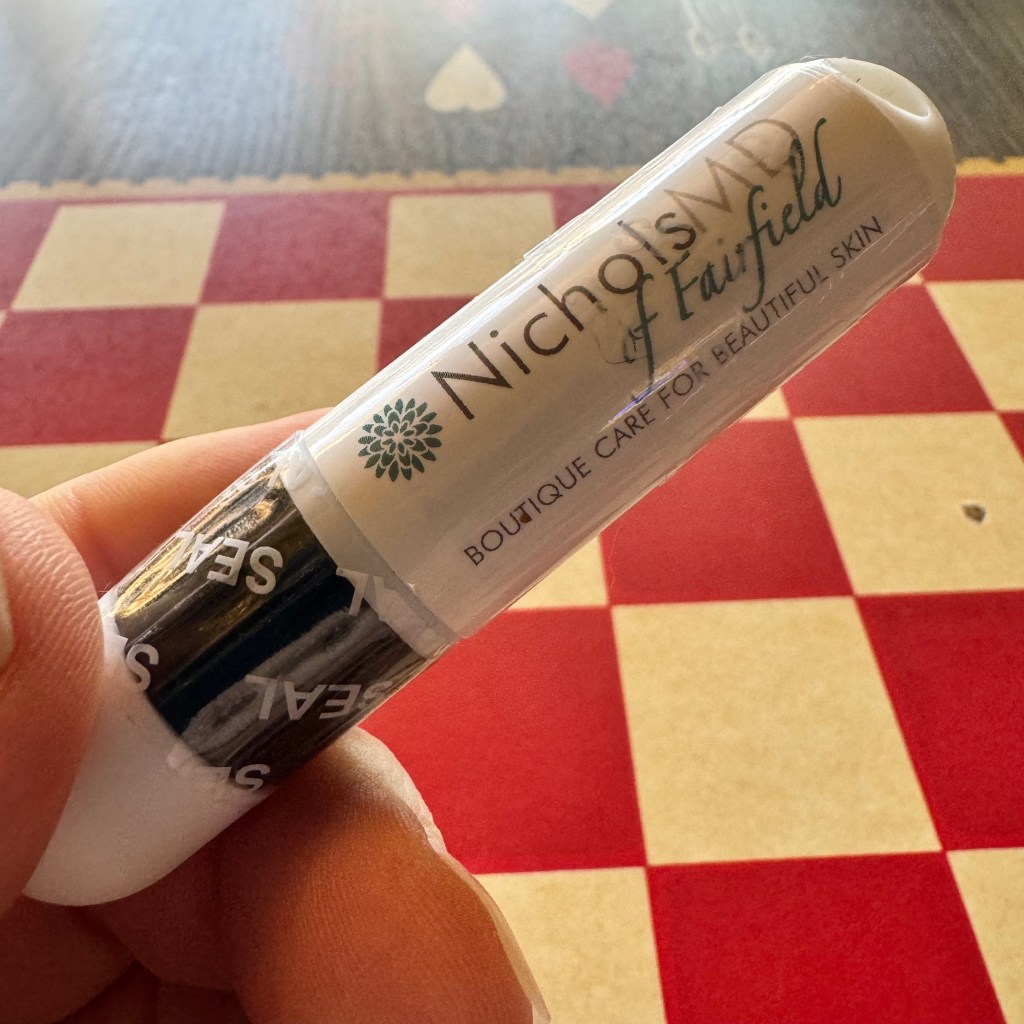 NicholsMD
of Fairfield
BOUTIQUE CARE FOR BEAUTIFUL SKIN
SEAL
SEAL
SEAL